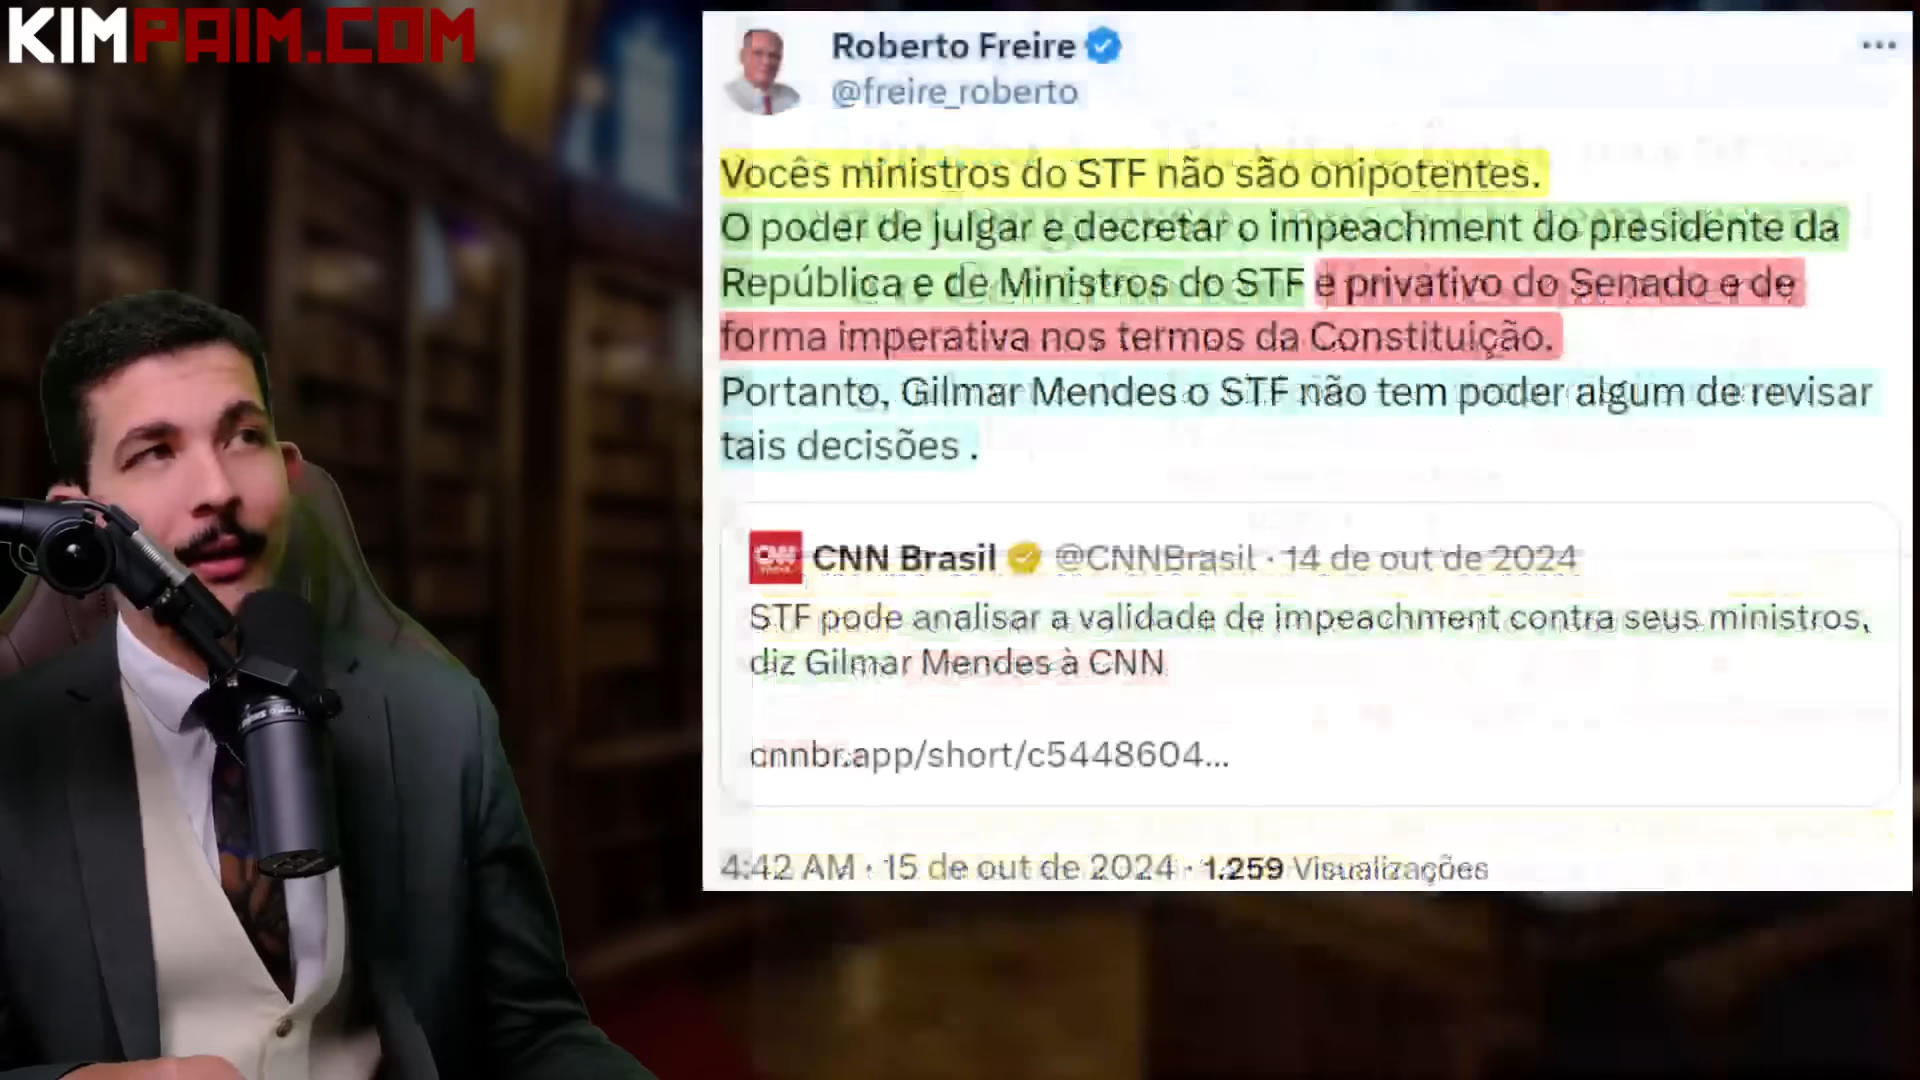 KIMPAIM.COM
Roberto Freire
@freire_roberto
Vocês ministros do STF não são onipotentes.
O poder de julgar e decretar o impeachment do presidente da
República e de Ministros do STF é privativo do Senado e de
forma imperativa nos termos da Constituição.
Portanto, Gilmar Mendes o STF não tem poder algum de revisar
tais decisões .
CNN Brasil @CNNBrasil · 14 de out de 2024
STF pode analisar a validade de impeachment contra seus ministros,
diz Gilmar Mendes à CNN
cnnbr.app/short/c5448604...
4:42 AM · 15 de out de 2024 · 1.259 Visualizações